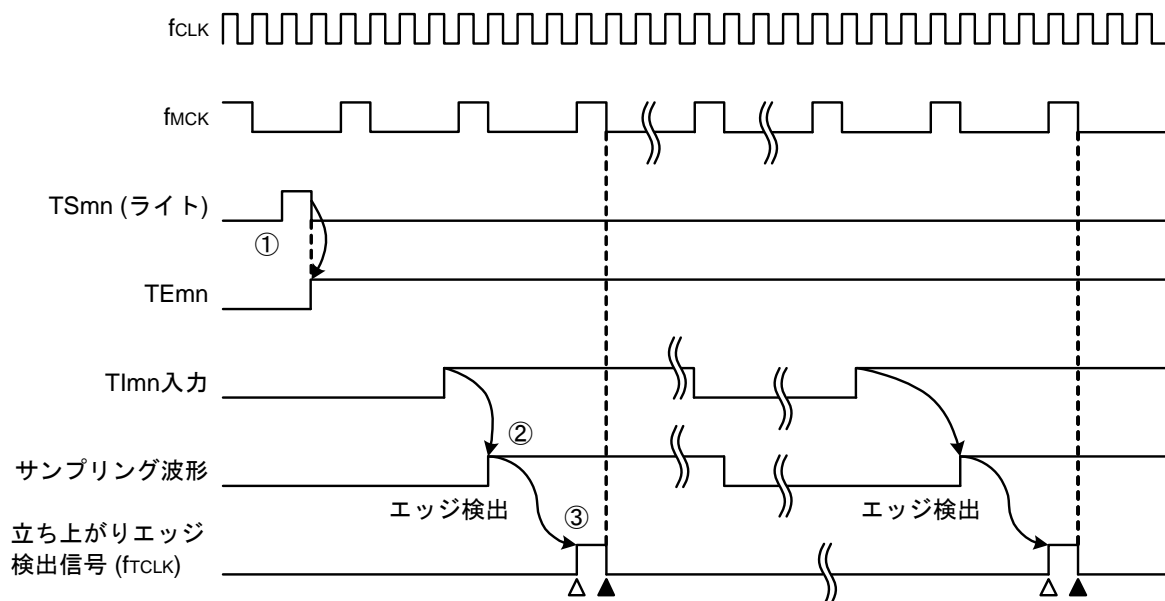 fCLK
fMCK
TSmn (ライト)
①
TEmn
TImn入力
②
サンプリング波形
エッジ検出
エッジ検出
③
立ち上がりエッジ
検出信号 (fTCLK)